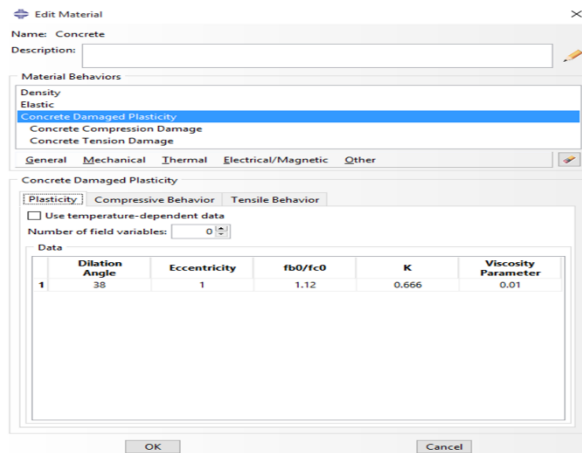 Edit Material
Name: Concrete
Description:
Material Behaviors
Density
Elastic
Concrete Damaged Plasticity
Concrete Compression Damage
Concrete Tension Damage
General Mechanical Thermal Electrical/Magnetic Other
Concrete Damaged Plasticity
Plasticity Compressive Behavior Tensile Behavior
Use temperature-dependent data
Number of field variables: 0
Data
Dilation Angle Eccentricity fb0/fc0 K Viscosity Parameter
1 38 1 1.12 0.666 0.01
OK Cancel